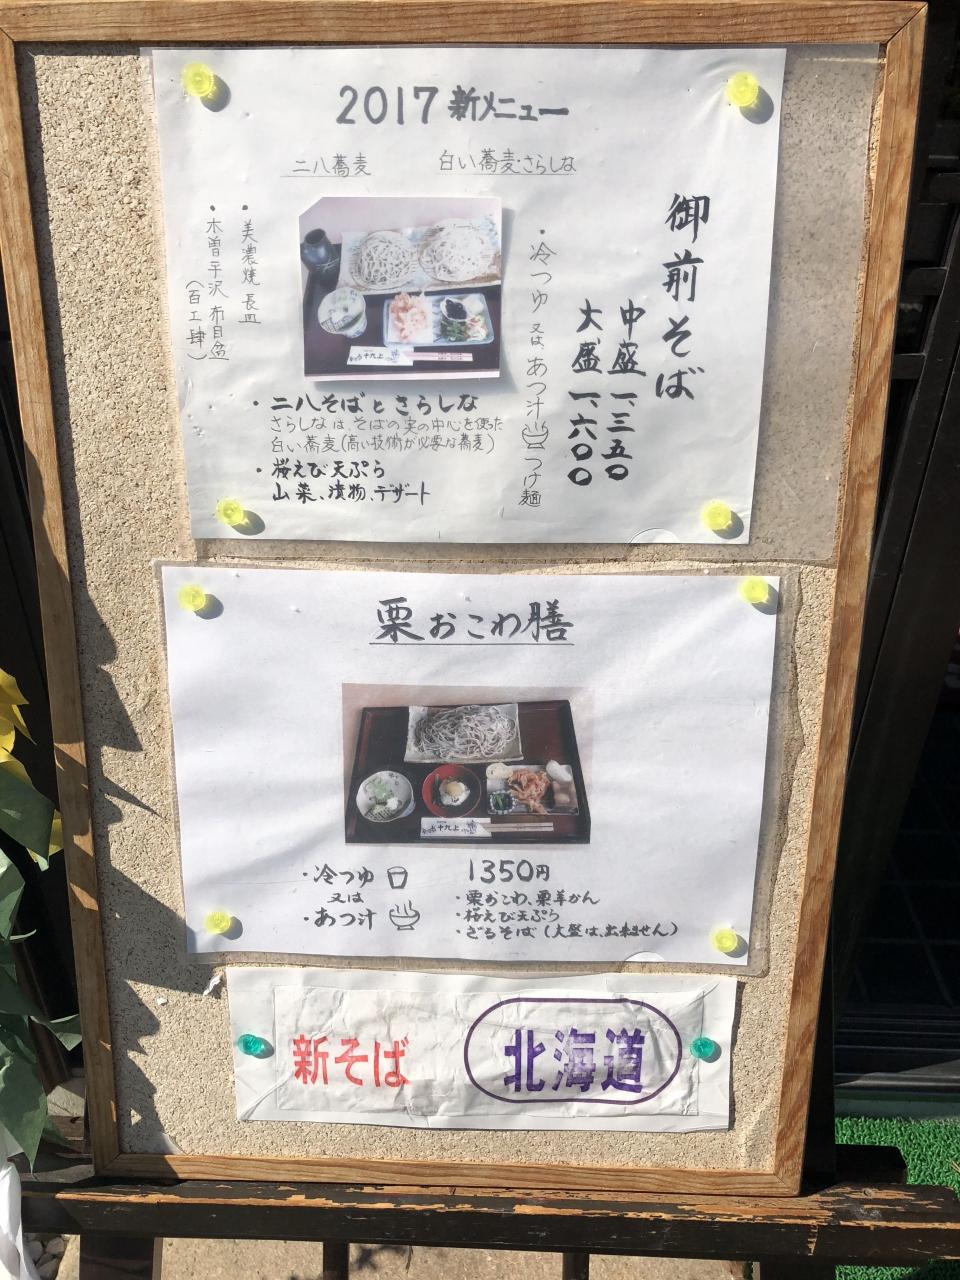 2017 新メニュー
二八蕎麦
白い蕎麦・さらしな
御前そば
中盛 一、三五〇
大盛 一、六〇〇
・冷つゆ 又は、あつ汁 つけ麺
・美濃焼 長皿
・木曽平沢 布目盆
(百工肆)
十九上
・二八そばとさらしな
さらしなは、そばの実の中心を使った
白い蕎麦(高い技術が必要な蕎麦)
・桜えび天ぷら
山菜、漬物、デザート
栗おこわ膳
十九上
・冷つゆ
又は
・あつ汁
1350円
・栗おこわ、栗羊かん
・桜えび天ぷら
・ざるそば(大盛は、出来ません)
新そば
北海道